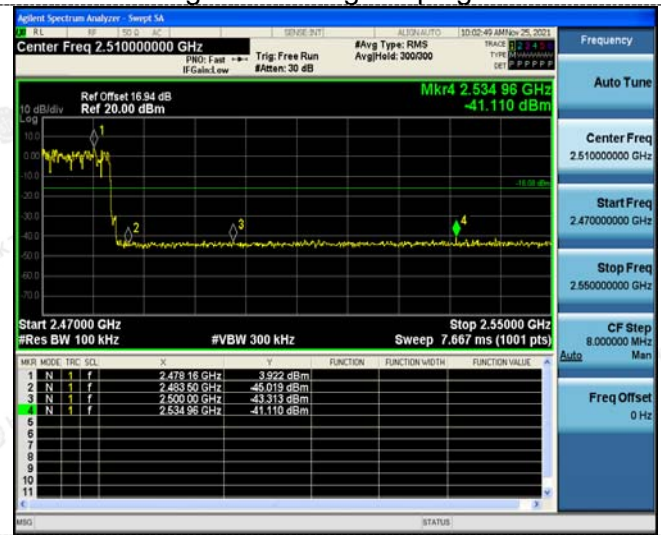 Agilent Spectrum Analyzer - Swept SA
RL RF 50 Ω AC SENSE:INT ALIGN AUTO 10:02:49 AM Nov 25, 2021
Center Freq 2.510000000 GHz
PNO: Fast Trig: Free Run
IFGain:Low #Atten: 30 dB
#Avg Type: RMS
Avg|Hold: 300/300
TRACE 1 2 3 4 5 6
TYPE M
DET P P P P P P
Frequency
Mkr4 2.534 96 GHz
-41.110 dBm
Ref Offset 16.94 dB
Ref 20.00 dBm
10 dB/div
Log
10.0
0.00
-10.0
-20.0
-30.0
-40.0
-50.0
-60.0
-70.0
1
2
3
4
Start 2.47000 GHz Stop 2.55000 GHz
#Res BW 100 kHz #VBW 300 kHz Sweep 7.667 ms (1001 pts)
MKR MODE TRC SCL X Y FUNCTION FUNCTION WIDTH FUNCTION VALUE
1 N 1 f 2.478 16 GHz 3.922 dBm
2 N 1 f 2.483 50 GHz -45.019 dBm
3 N 1 f 2.500 00 GHz -43.313 dBm
4 N 1 f 2.534 96 GHz -41.110 dBm
5
6
7
8
9
10
11
MSG STATUS
Auto Tune
Center Freq
2.510000000 GHz
Start Freq
2.470000000 GHz
Stop Freq
2.550000000 GHz
CF Step
8.000000 MHz
Auto Man
Freq Offset
0 Hz